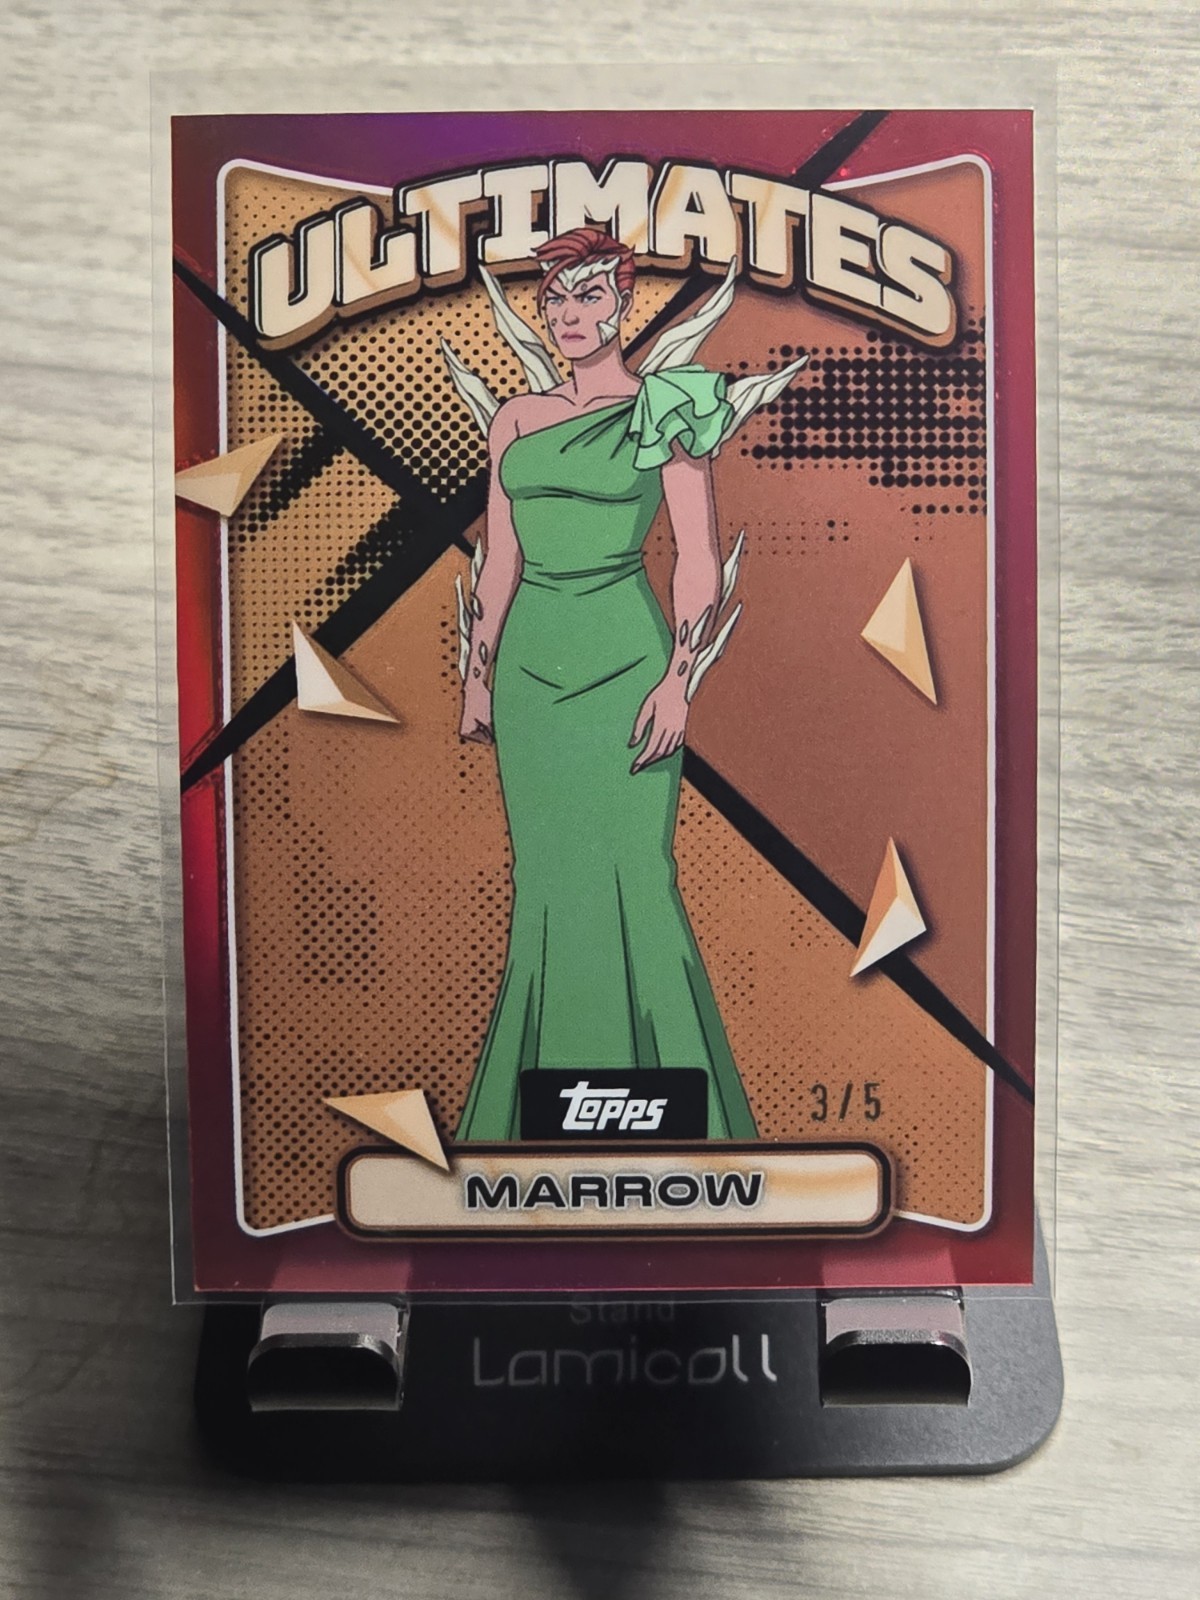 ULTIMATES
topps
3/5
MARROW
Stand
Lamicall